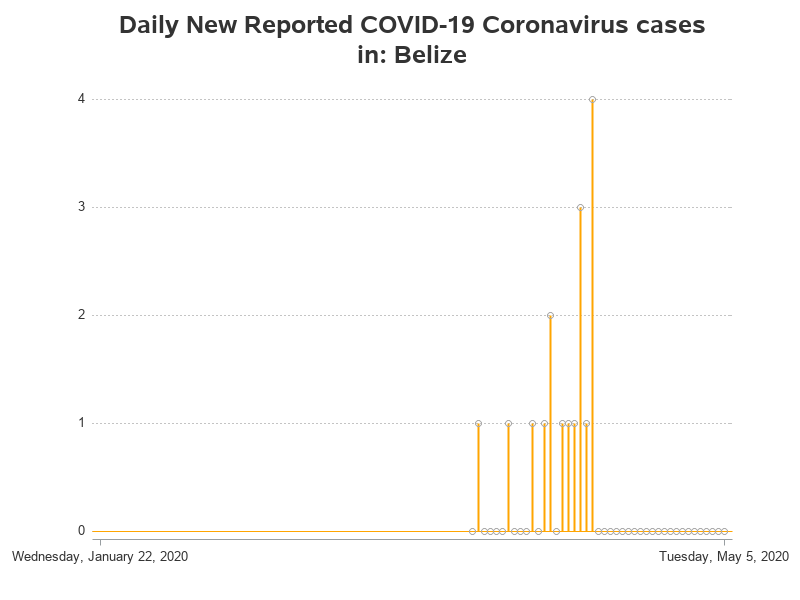 Daily New Reported COVID-19 Coronavirus cases
in: Belize
4
3
2
1
0
Wednesday, January 22, 2020
Tuesday, May 5, 2020